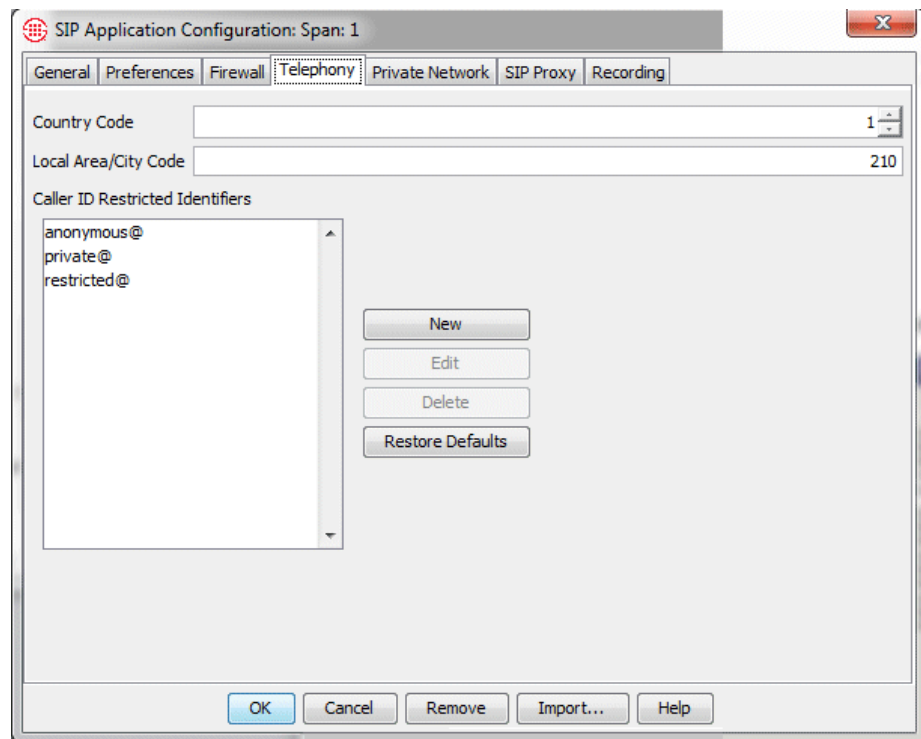 SIP Application Configuration: Span: 1
General Preferences Firewall Telephony Private Network SIP Proxy Recording
Country Code 1
Local Area/City Code 210
Caller ID Restricted Identifiers
anonymous@
private@
restricted@
New
Edit
Delete
Restore Defaults
OK Cancel Remove Import... Help